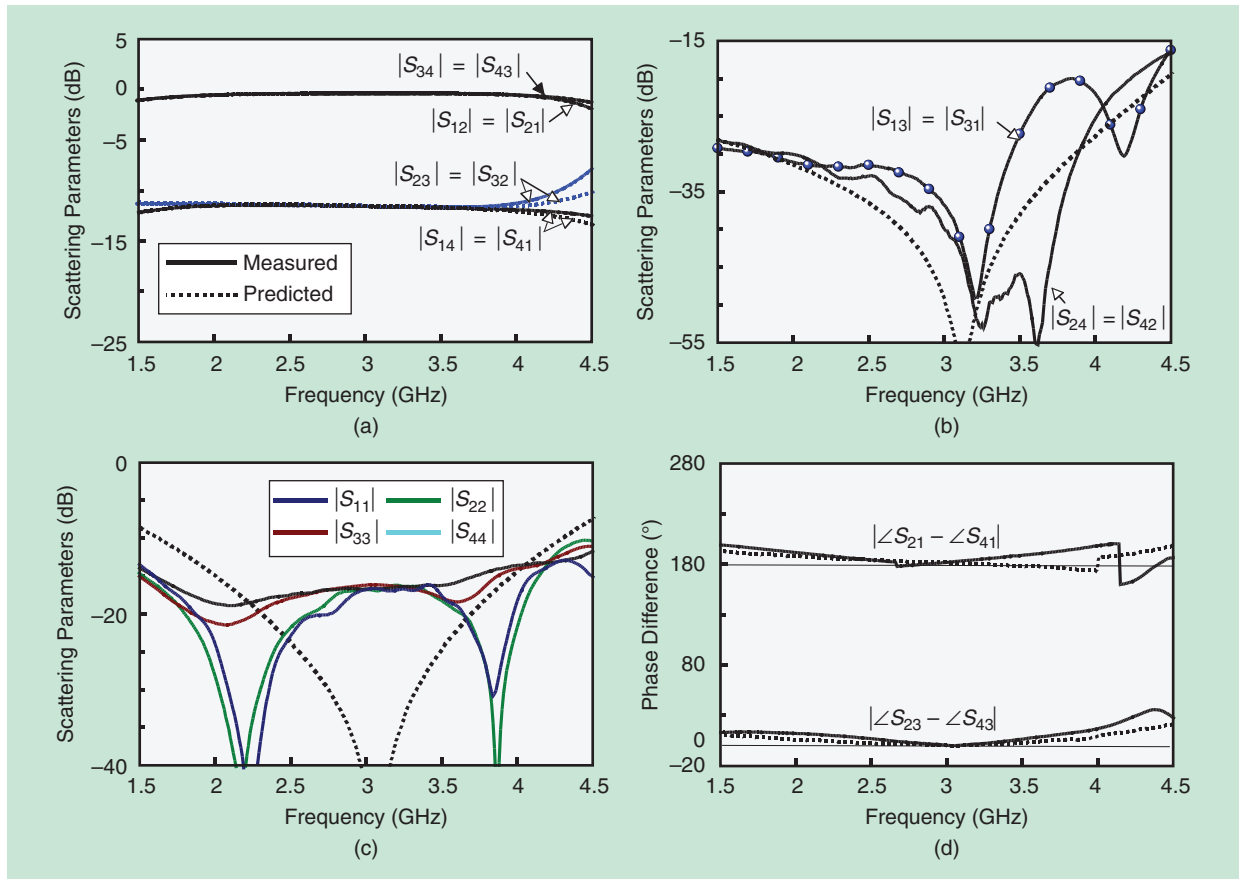 Scattering Parameters (dB)
5
0
–5
–15
–25
|S34| = |S43|
|S12| = |S21|
|S23| = |S32|
|S14| = |S41|
Measured
Predicted
1.5 2 2.5 3 3.5 4 4.5
Frequency (GHz)
(a)
Scattering Parameters (dB)
–15
–35
–55
|S13| = |S31|
|S24| = |S42|
1.5 2 2.5 3 3.5 4 4.5
Frequency (GHz)
(b)
Scattering Parameters (dB)
0
–20
–40
|S11| |S22|
|S33| |S44|
1.5 2 2.5 3 3.5 4 4.5
Frequency (GHz)
(c)
Phase Difference (°)
280
180
80
0
–20
|∠S21 – ∠S41|
|∠S23 – ∠S43|
1.5 2 2.5 3 3.5 4 4.5
Frequency (GHz)
(d)